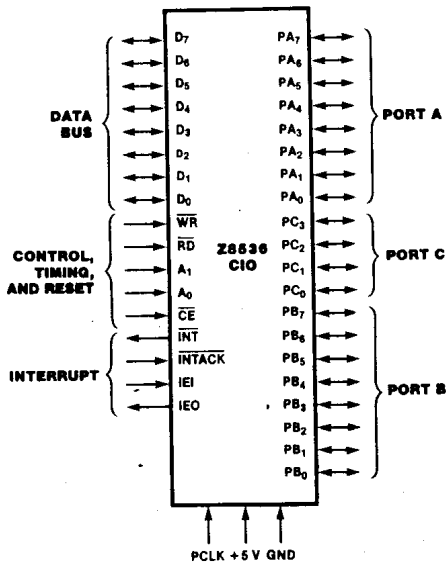 D7 PA7
D6 PA6
D5 PA5
D4 PA4
DATA BUS
D3 PA3
PORT A
D2 PA2
D1 PA1
D0 PA0
WR PC3
RD PC2
Z8536 CIO
PORT C
CONTROL, TIMING, AND RESET
A1 PC1
A0 PC0
CE PB7
INT PB6
INTACK PB5
INTERRUPT
IEI PB4
IEO PB3
PORT B
PB2
PB1
PB0
PCLK +5 V GND